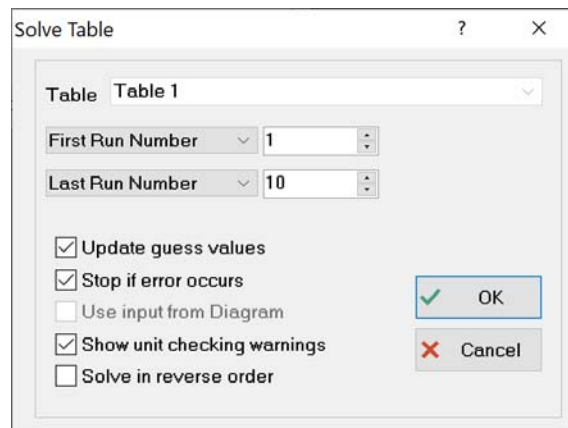 Solve Table ?
Table Table 1
First Run Number 1
Last Run Number 10
Update guess values
Stop if error occurs
Use input from Diagram
Show unit checking warnings
Solve in reverse order
OK
Cancel